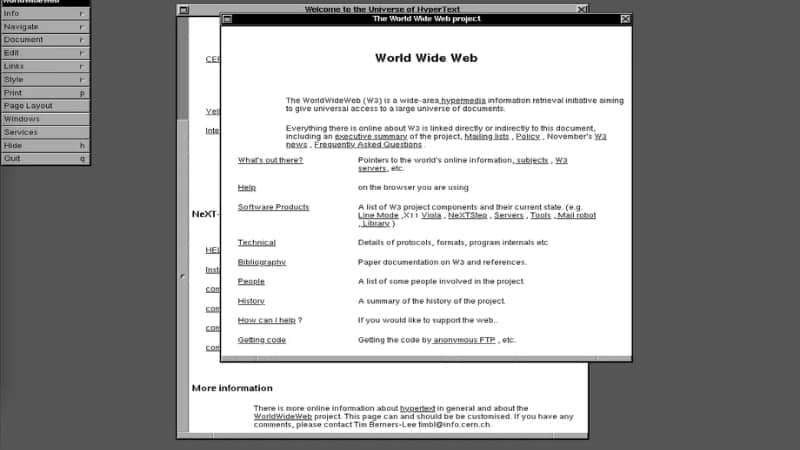 WorldWideWeb
Info r
Navigate r
Document r
Edit r
Links r
Style r
Print p
Page Layout
Windows
Services
Hide h
Quit q
Welcome to the Universe of HyperText
The World Wide Web project
World Wide Web
The WorldWideWeb (W3) is a wide-area hypermedia information retrieval initiative aiming
to give universal access to a large universe of documents.
Everything there is online about W3 is linked directly or indirectly to this document,
including an executive summary of the project, Mailing lists , Policy , November's W3
news , Frequently Asked Questions .
What's out there? Pointers to the world's online information, subjects , W3
servers, etc.
Help on the browser you are using
Software Products A list of W3 project components and their current state. (e.g.
Line Mode ,X11 Viola , NeXTStep , Servers , Tools , Mail robot
, Library )
Technical Details of protocols, formats, program internals etc
Bibliography Paper documentation on W3 and references.
People A list of some people involved in the project.
History A summary of the history of the project.
How can I help ? If you would like to support the web..
Getting code Getting the code by anonymous FTP , etc.
NeXT-
More information
There is more online information about hypertext in general and about the
WorldWideWeb project. This page can and should be be customised. If you have any
comments, please contact Tim Berners-Lee timbl@info.cern.ch.